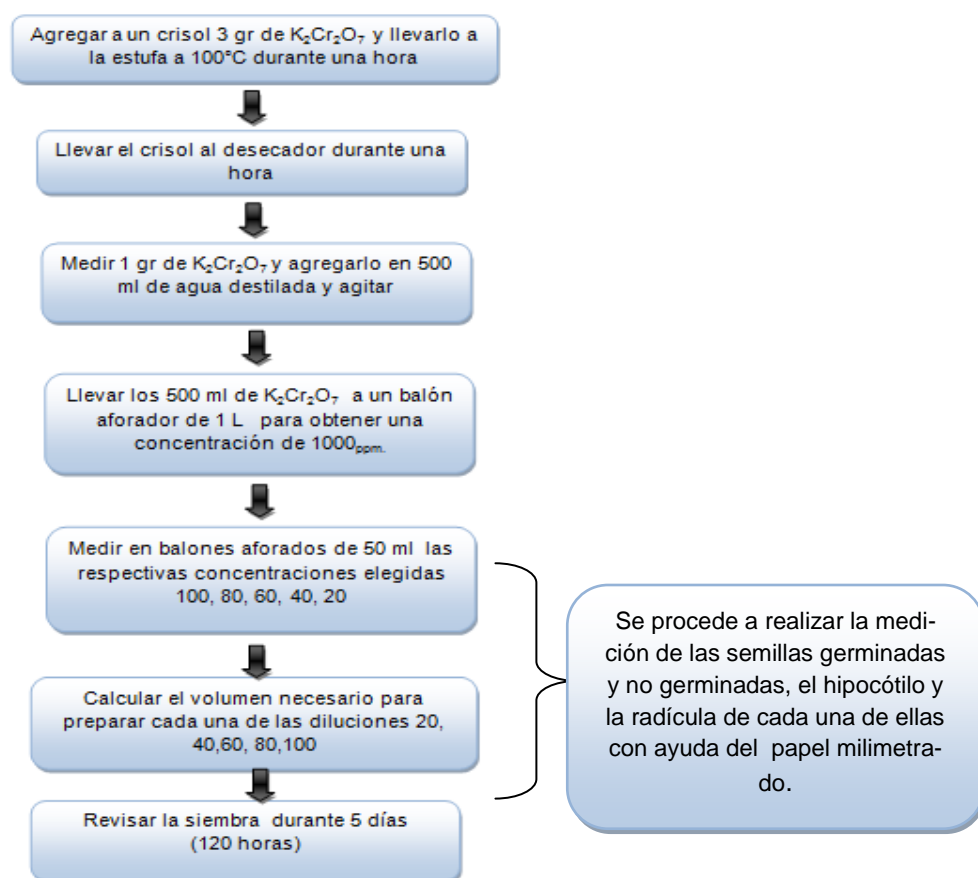 Agregar a un crisol 3 gr de K₂Cr₂O₇ y llevarlo a
la estufa a 100°C durante una hora
Llevar el crisol al desecador durante una
hora
Medir 1 gr de K₂Cr₂O₇ y agregarlo en 500
ml de agua destilada y agitar
Llevar los 500 ml de K₂Cr₂O₇ a un balón
aforador de 1 L para obtener una
concentración de 1000ppm.
Medir en balones aforados de 50 ml las
respectivas concentraciones elegidas
100, 80, 60, 40, 20
Calcular el volumen necesario para
preparar cada una de las diluciones 20,
40,60, 80,100
Revisar la siembra durante 5 días
(120 horas)
Se procede a realizar la medi-
ción de las semillas germinadas
y no germinadas, el hipocótilo y
la radícula de cada una de ellas
con ayuda del papel milimetra-
do.